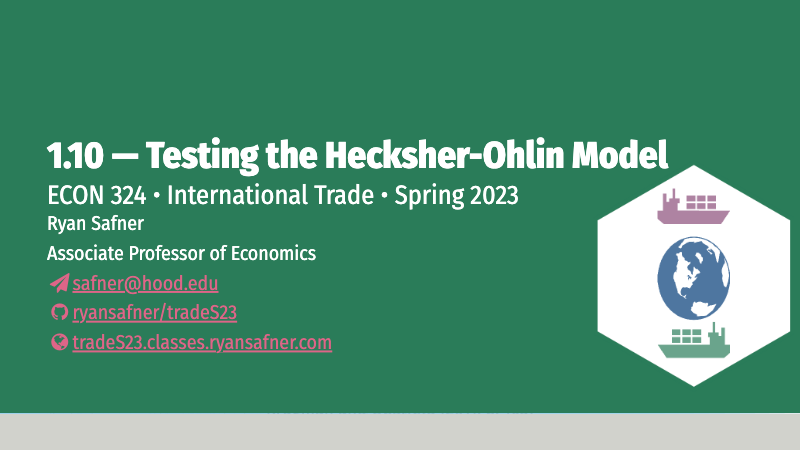 1.10 — Testing the Hecksher-Ohlin Model
ECON 324 • International Trade • Spring 2023
Ryan Safner
Associate Professor of Economics
safner@hood.edu
ryansafner/tradeS23
tradeS23.classes.ryansafner.com